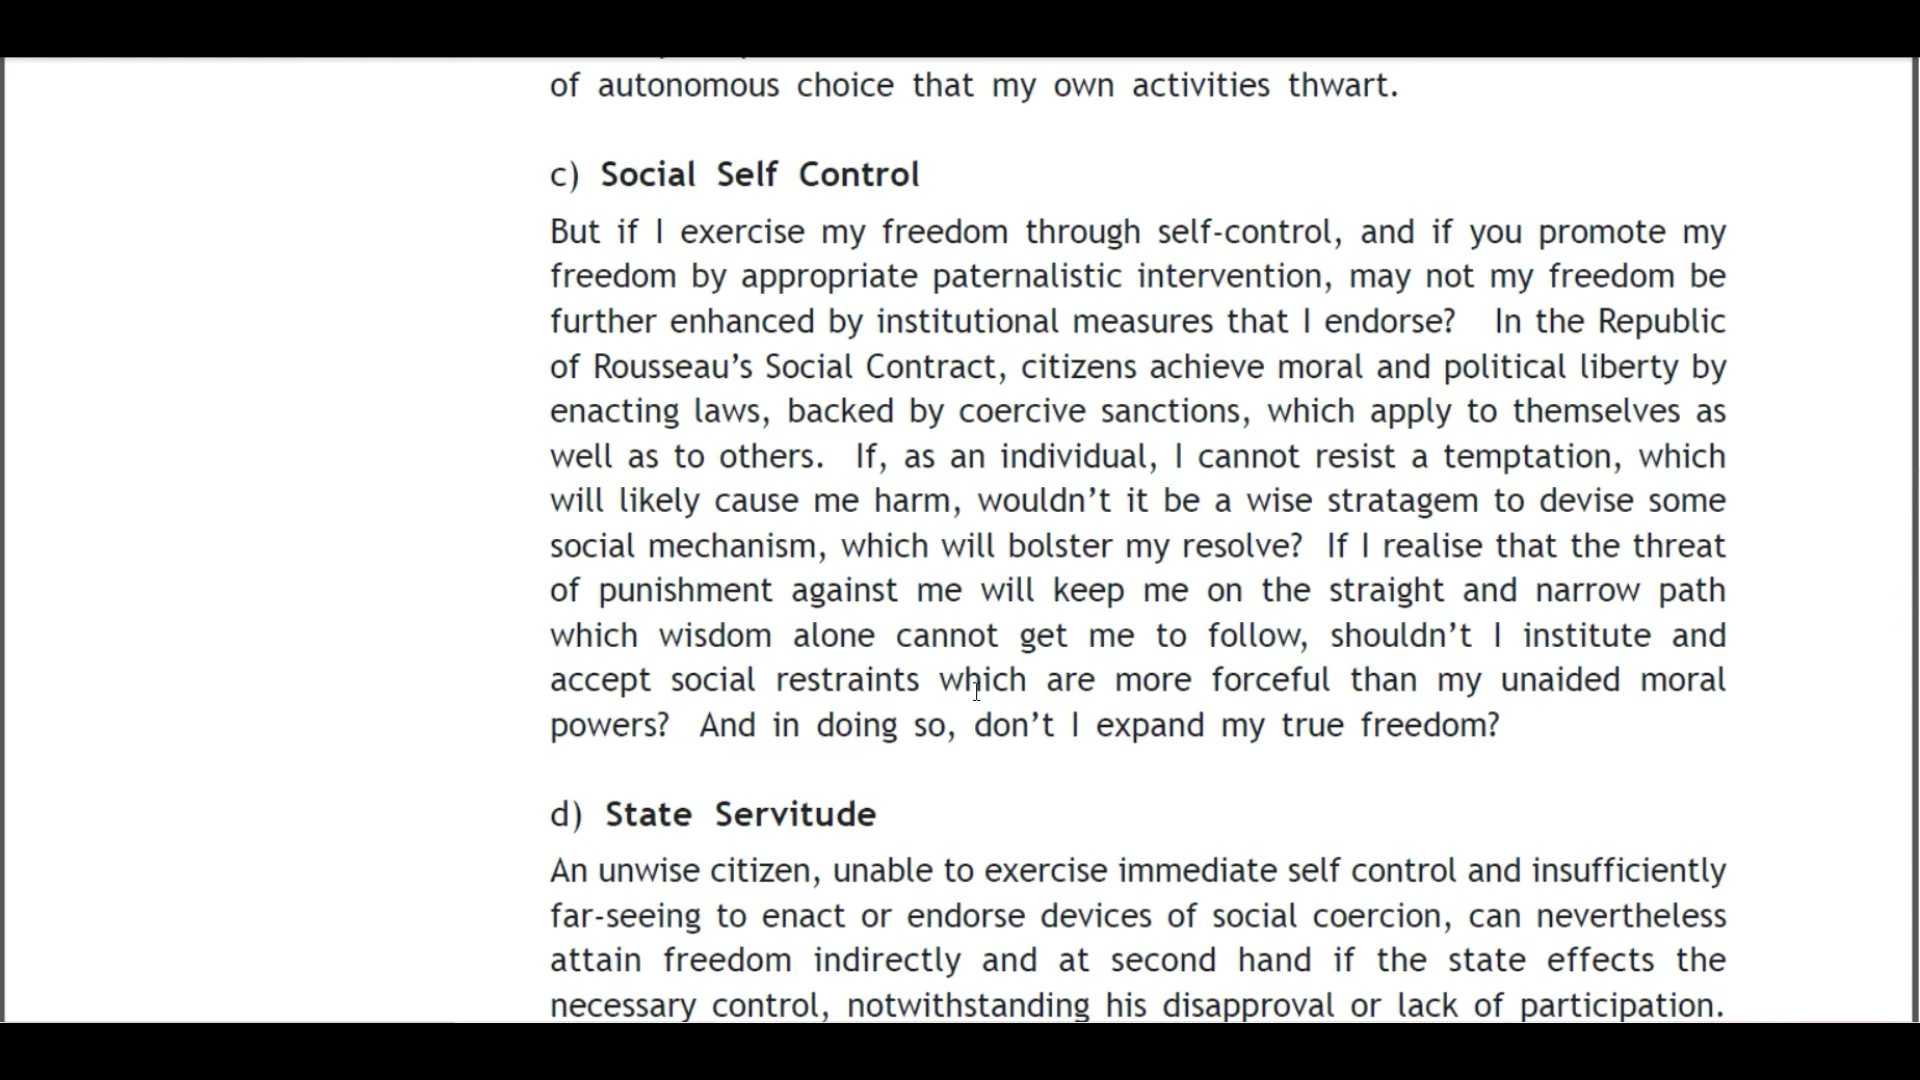 of autonomous choice that my own activities thwart.
c) Social Self Control
But if I exercise my freedom through self-control, and if you promote my
freedom by appropriate paternalistic intervention, may not my freedom be
further enhanced by institutional measures that I endorse? In the Republic
of Rousseau’s Social Contract, citizens achieve moral and political liberty by
enacting laws, backed by coercive sanctions, which apply to themselves as
well as to others. If, as an individual, I cannot resist a temptation, which
will likely cause me harm, wouldn’t it be a wise stratagem to devise some
social mechanism, which will bolster my resolve? If I realise that the threat
of punishment against me will keep me on the straight and narrow path
which wisdom alone cannot get me to follow, shouldn’t I institute and
accept social restraints which are more forceful than my unaided moral
powers? And in doing so, don’t I expand my true freedom?
d) State Servitude
An unwise citizen, unable to exercise immediate self control and insufficiently
far-seeing to enact or endorse devices of social coercion, can nevertheless
attain freedom indirectly and at second hand if the state effects the
necessary control, notwithstanding his disapproval or lack of participation.